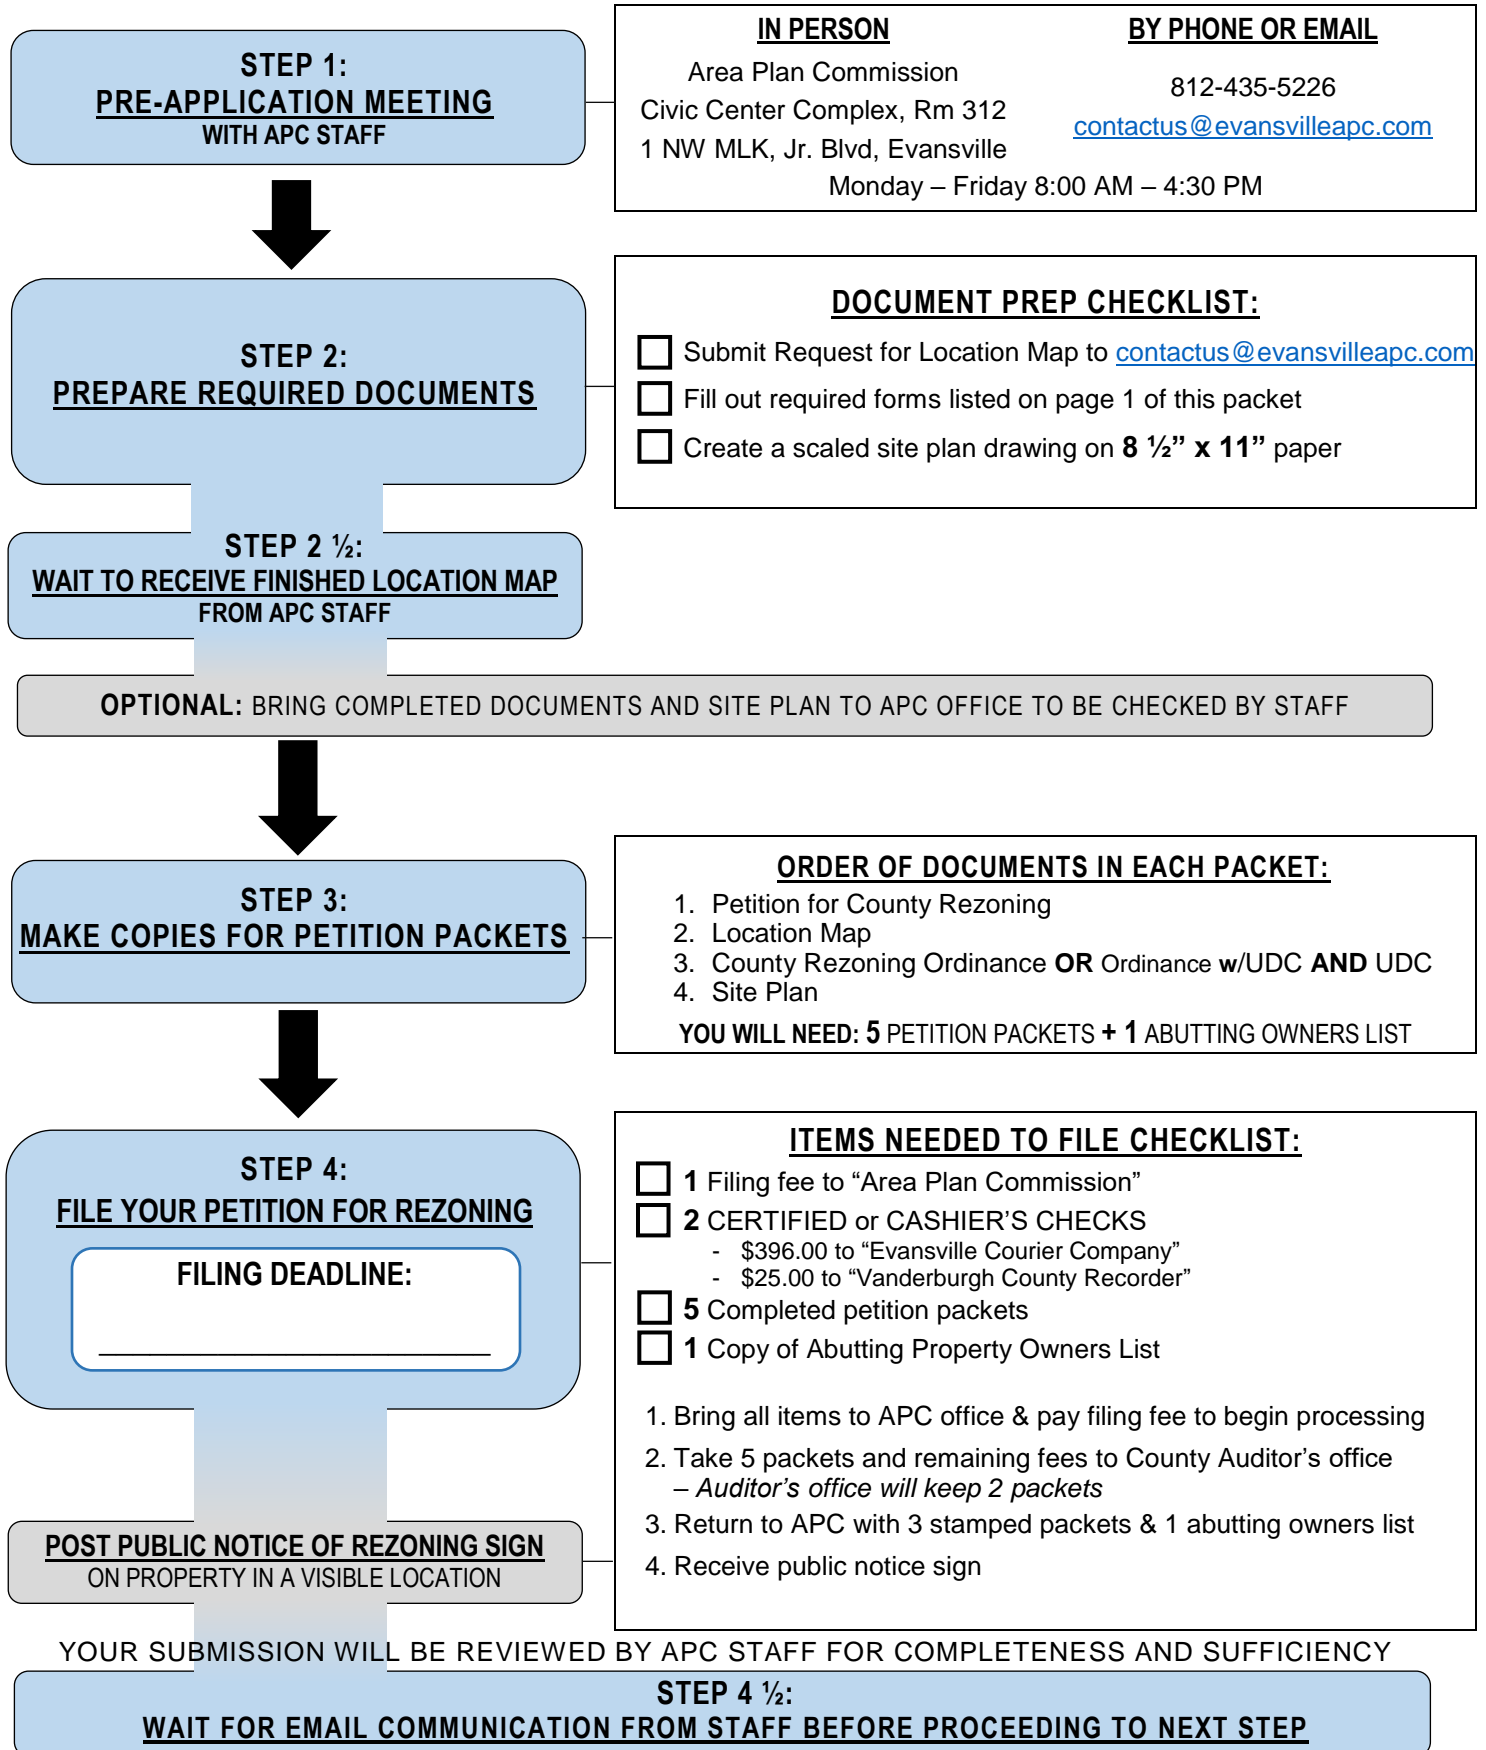 STEP 1:
PRE-APPLICATION MEETING
WITH APC STAFF
IN PERSON
Area Plan Commission
Civic Center Complex, Rm 312
1 NW MLK, Jr. Blvd, Evansville
BY PHONE OR EMAIL
812-435-5226
contactus@evansvilleapc.com
Monday – Friday 8:00 AM – 4:30 PM
STEP 2:
PREPARE REQUIRED DOCUMENTS
DOCUMENT PREP CHECKLIST:
Submit Request for Location Map to contactus@evansvilleapc.com
Fill out required forms listed on page 1 of this packet
Create a scaled site plan drawing on 8 ½” x 11” paper
STEP 2 ½:
WAIT TO RECEIVE FINISHED LOCATION MAP
FROM APC STAFF
OPTIONAL: BRING COMPLETED DOCUMENTS AND SITE PLAN TO APC OFFICE TO BE CHECKED BY STAFF
STEP 3:
MAKE COPIES FOR PETITION PACKETS
ORDER OF DOCUMENTS IN EACH PACKET:
1. Petition for County Rezoning
2. Location Map
3. County Rezoning Ordinance OR Ordinance w/UDC AND UDC
4. Site Plan
YOU WILL NEED: 5 PETITION PACKETS + 1 ABUTTING OWNERS LIST
STEP 4:
FILE YOUR PETITION FOR REZONING
FILING DEADLINE:
ITEMS NEEDED TO FILE CHECKLIST:
1 Filing fee to “Area Plan Commission”
2 CERTIFIED or CASHIER’S CHECKS
- $396.00 to “Evansville Courier Company”
- $25.00 to “Vanderburgh County Recorder”
5 Completed petition packets
1 Copy of Abutting Property Owners List
1. Bring all items to APC office & pay filing fee to begin processing
2. Take 5 packets and remaining fees to County Auditor’s office
– Auditor’s office will keep 2 packets
3. Return to APC with 3 stamped packets & 1 abutting owners list
4. Receive public notice sign
POST PUBLIC NOTICE OF REZONING SIGN
ON PROPERTY IN A VISIBLE LOCATION
YOUR SUBMISSION WILL BE REVIEWED BY APC STAFF FOR COMPLETENESS AND SUFFICIENCY
STEP 4 ½:
WAIT FOR EMAIL COMMUNICATION FROM STAFF BEFORE PROCEEDING TO NEXT STEP